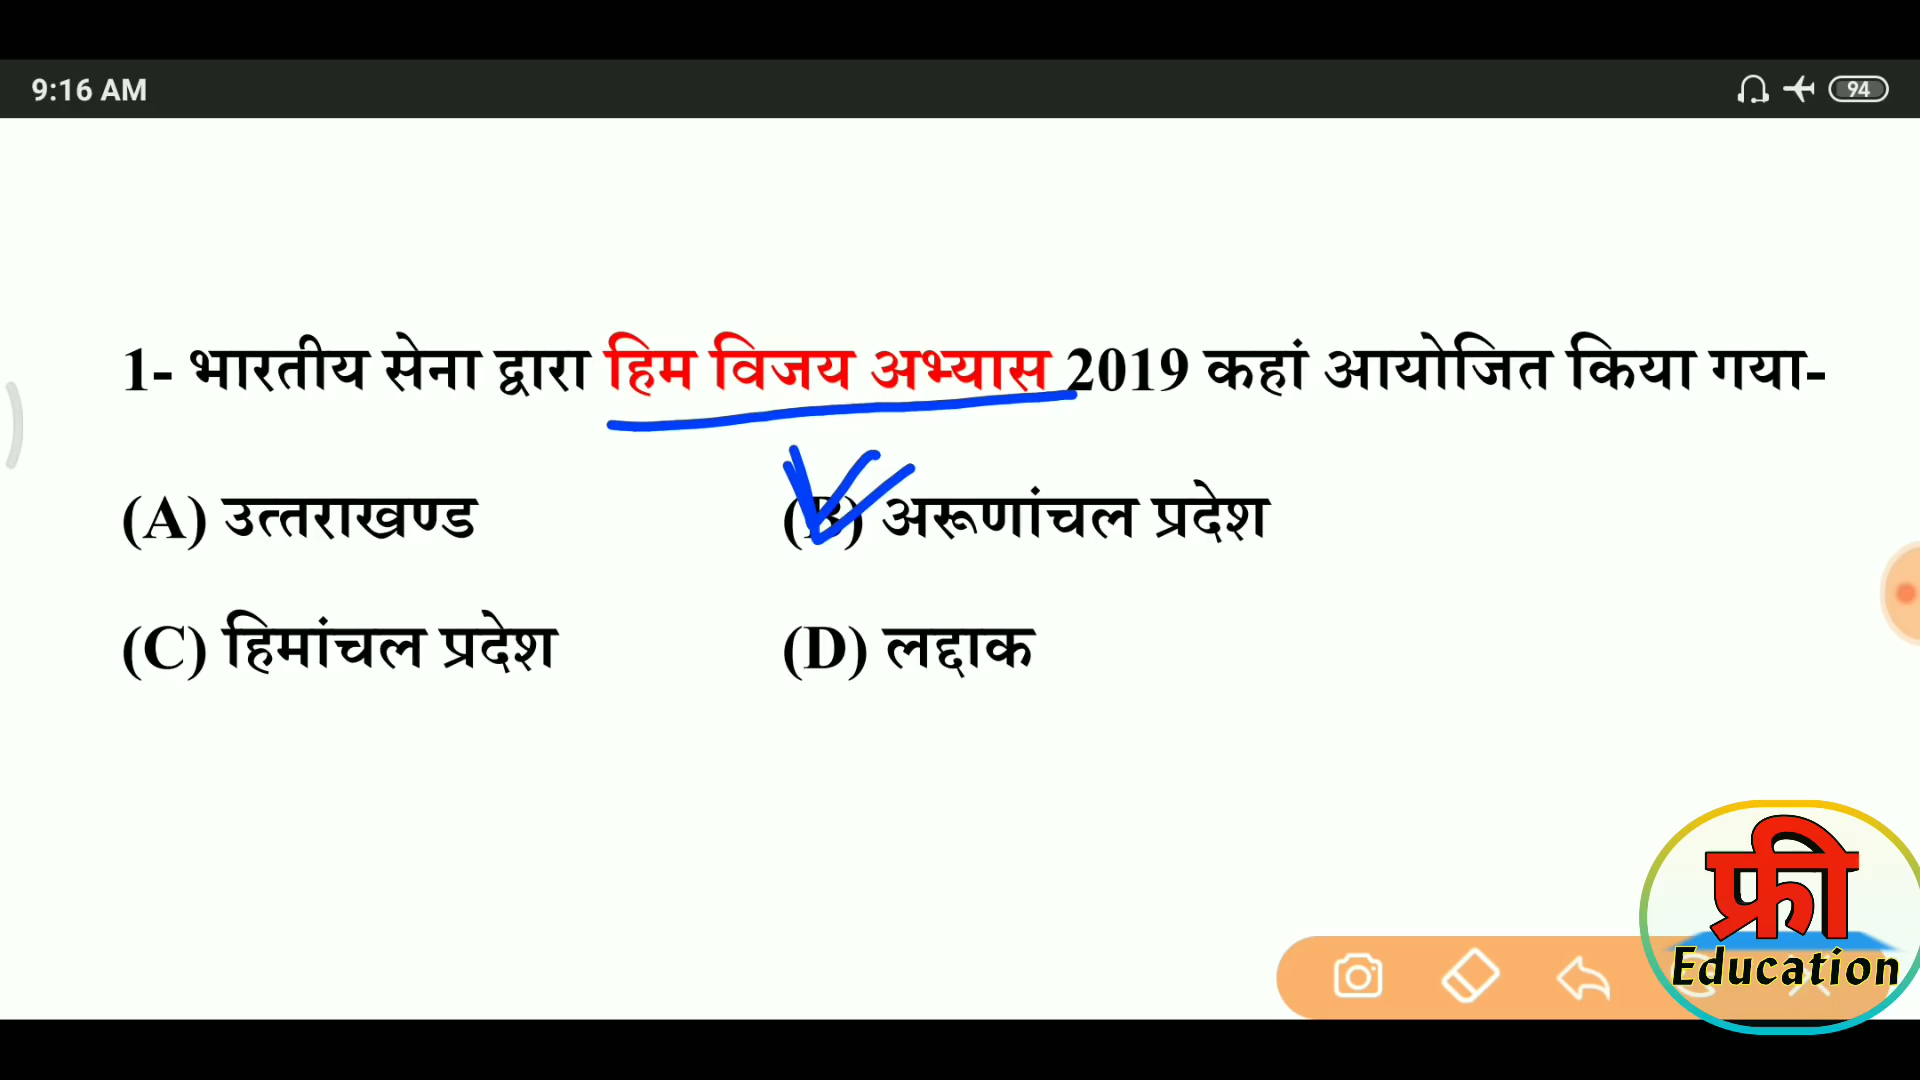 9:16 AM
94
1- भारतीय सेना द्वारा हिम विजय अभ्यास 2019 कहां आयोजित किया गया-
(A) उत्तराखण्ड
(B) अरूणांचल प्रदेश
(C) हिमांचल प्रदेश
(D) लद्दाक
फ्री
Education